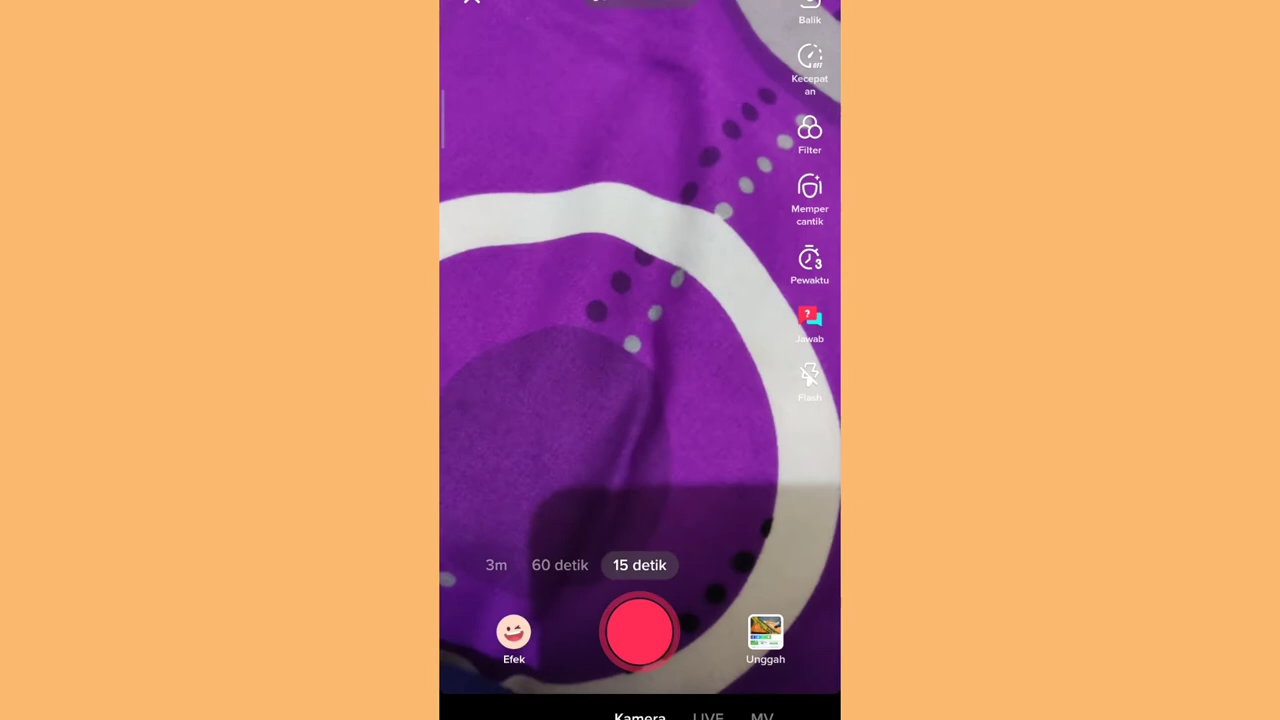 Balik
Kecepat
an
Filter
Memper
cantik
3
Pewaktu
?
Jawab
Flash
3m
60 detik
15 detik
Efek
Unggah
Kamera
LIVE
MV